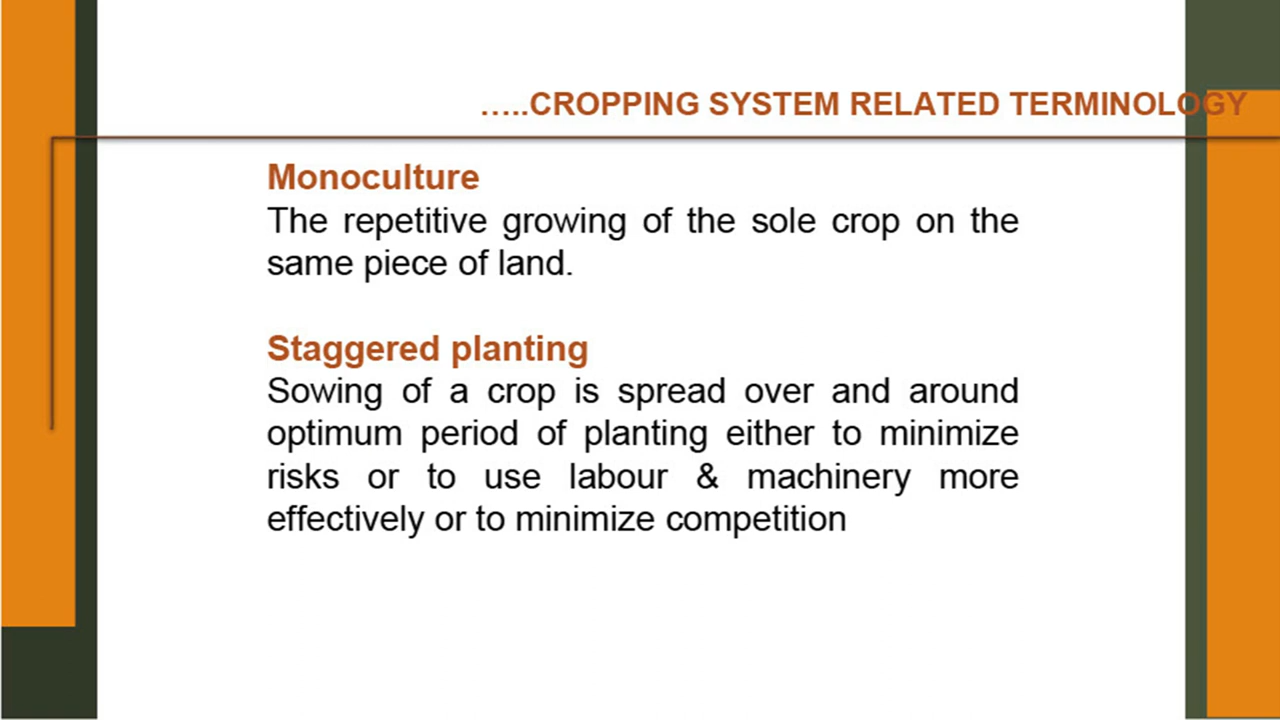 …..CROPPING SYSTEM RELATED TERMINOLOGY
Monoculture
The repetitive growing of the sole crop on the
same piece of land.
Staggered planting
Sowing of a crop is spread over and around
optimum period of planting either to minimize
risks or to use labour & machinery more
effectively or to minimize competition